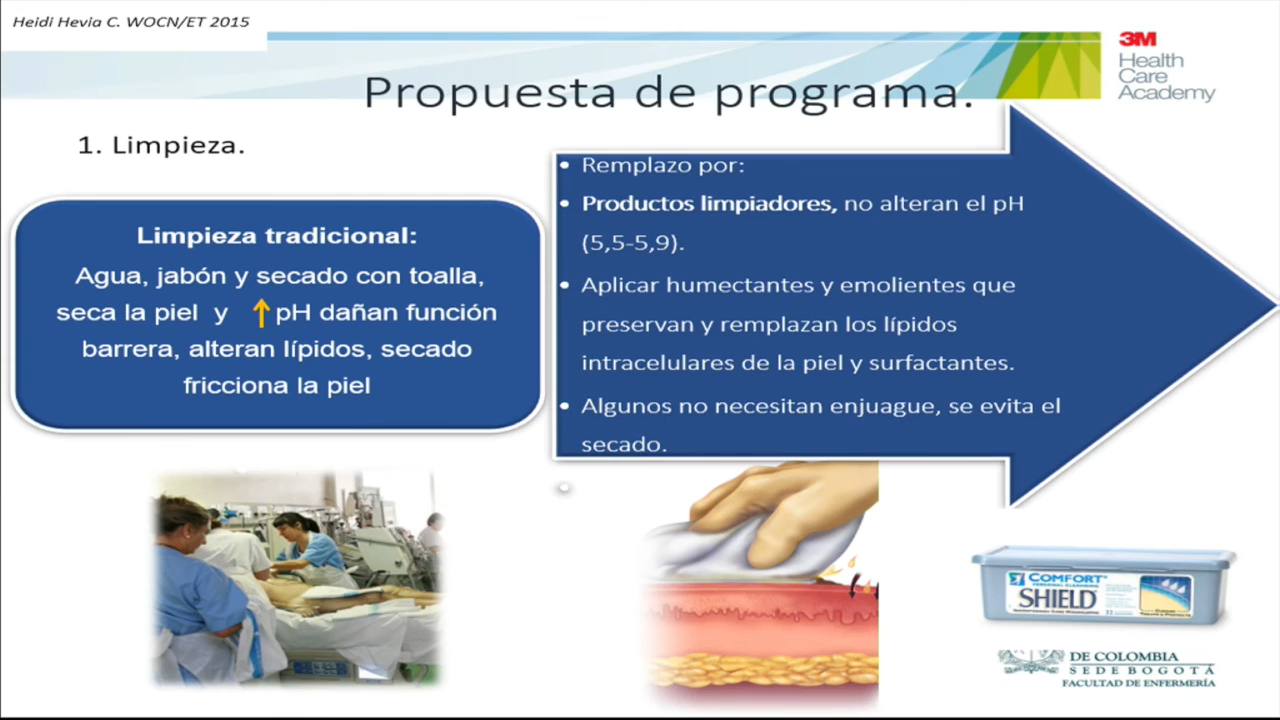 Heidi Hevia C. WOCN/ET 2015
3M
Health
Care
Academy
Propuesta de programa.
1. Limpieza.
Limpieza tradicional:
Agua, jabón y secado con toalla,
seca la piel y ↑ pH dañan función
barrera, alteran lípidos, secado
fricciona la piel
• Remplazo por:
• Productos limpiadores, no alteran el pH
(5,5-5,9).
• Aplicar humectantes y emolientes que
preservan y remplazan los lípidos
intracelulares de la piel y surfactantes.
• Algunos no necesitan enjuague, se evita el
secado.
COMFORT
PERSONAL CLEANSING
SHIELD
DE COLOMBIA
SEDE BOGOTÁ
FACULTAD DE ENFERMERÍA